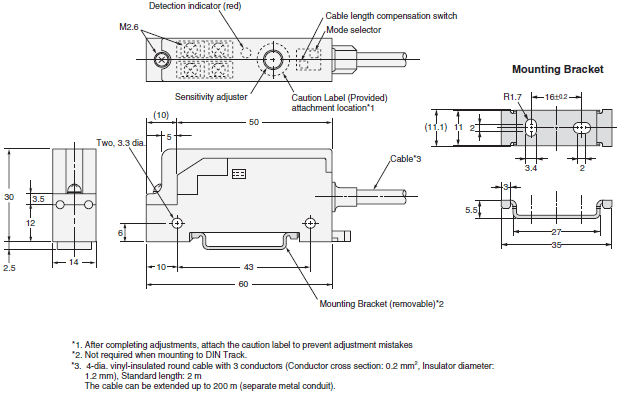 Detection indicator (red)
M2.6
Cable length compensation switch
Mode selector
Sensitivity adjuster
Caution Label (Provided)
attachment location*1
Mounting Bracket
R1.7
16±0.2
(11.1)
11
2
3.4
2
(10)
50
5
Two, 3.3 dia.
Cable*3
30
3.5
12
2.5
14
6
10
43
60
Mounting Bracket (removable)*2
3
5.5
27
35
*1. After completing adjustments, attach the caution label to prevent adjustment mistakes
*2. Not required when mounting to DIN Track.
*3. 4-dia. vinyl-insulated round cable with 3 conductors (Conductor cross section: 0.2 mm², Insulator diameter:
1.2 mm), Standard length: 2 m
The cable can be extended up to 200 m (separate metal conduit).